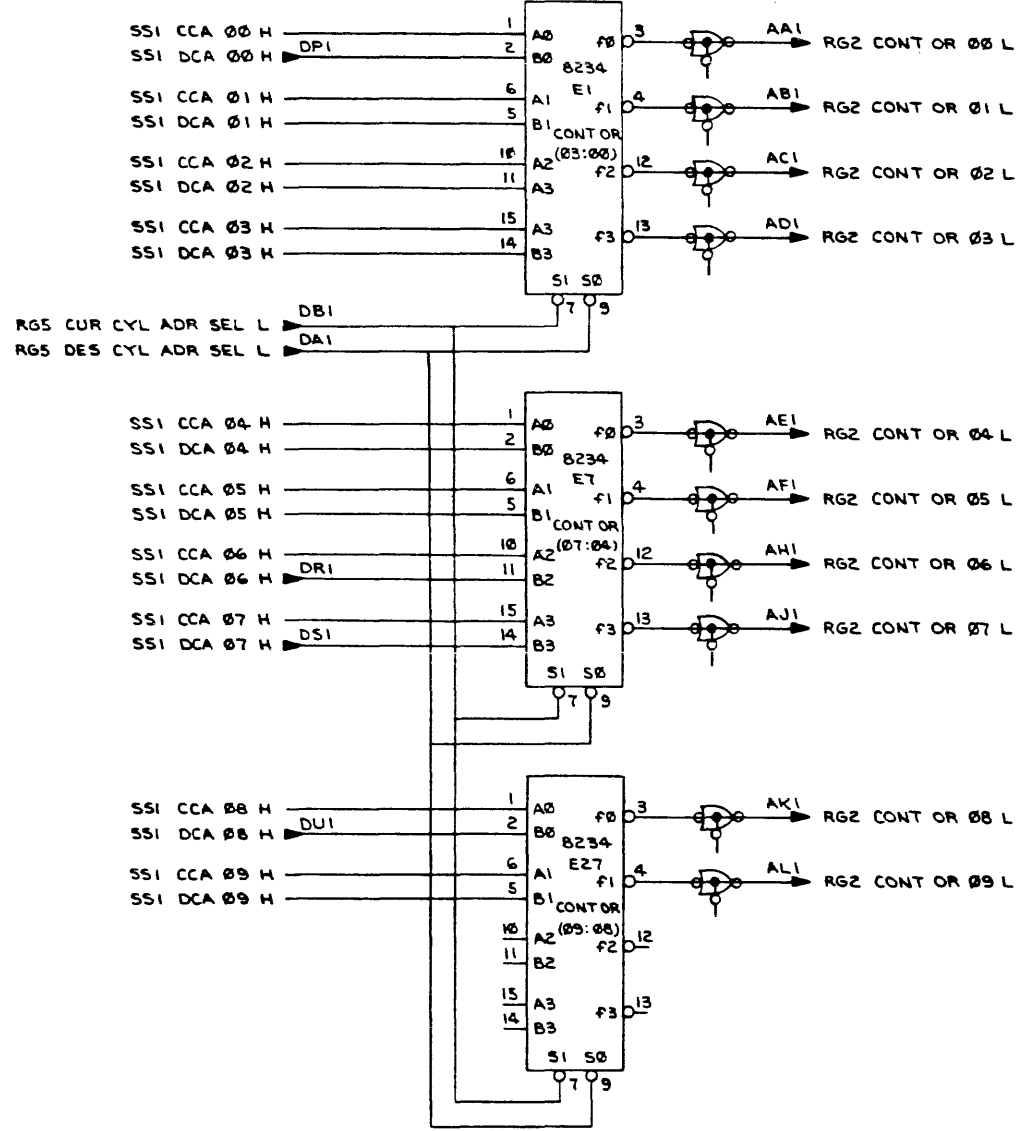 SS1 CCA 00 H 1 A0 f0 3 AA1 RG2 CONT OR 00 L
SS1 DCA 00 H DP1 2 B0
8234
E1
SS1 CCA 01 H 6 A1 f1 4 AB1 RG2 CONT OR 01 L
SS1 DCA 01 H 5 B1
CONT OR
(03:00)
SS1 CCA 02 H 10 A2 f2 12 AC1 RG2 CONT OR 02 L
SS1 DCA 02 H 11 A3
SS1 CCA 03 H 15 A3 f3 13 AD1 RG2 CONT OR 03 L
SS1 DCA 03 H 14 B3
S1 S0
7 9
RG5 CUR CYL ADR SEL L DB1
RG5 DES CYL ADR SEL L DA1
SS1 CCA 04 H 1 A0 f0 3 AE1 RG2 CONT OR 04 L
SS1 DCA 04 H 2 B0
8234
E7
SS1 CCA 05 H 6 A1 f1 4 AF1 RG2 CONT OR 05 L
SS1 DCA 05 H 5 B1
CONT OR
(07:04)
SS1 CCA 06 H 10 A2 f2 12 AH1 RG2 CONT OR 06 L
SS1 DCA 06 H DR1 11 B2
SS1 CCA 07 H 15 A3 f3 13 AJ1 RG2 CONT OR 07 L
SS1 DCA 07 H DS1 14 B3
S1 S0
7 9
SS1 CCA 08 H 1 A0 f0 3 AK1 RG2 CONT OR 08 L
SS1 DCA 08 H DU1 2 B0
8234
E27
SS1 CCA 09 H 6 A1 f1 4 AL1 RG2 CONT OR 09 L
SS1 DCA 09 H 5 B1
CONT OR
(09:08)
10 A2 f2 12
11 B2
15 A3 f3 13
14 B3
S1 S0
7 9